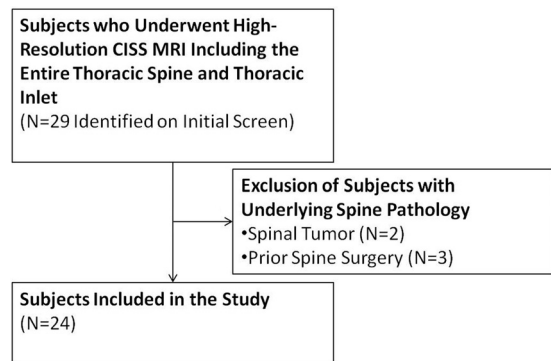 Subjects who Underwent High-
Resolution CISS MRI Including the
Entire Thoracic Spine and Thoracic
Inlet
(N=29 Identified on Initial Screen)
Exclusion of Subjects with
Underlying Spine Pathology
•Spinal Tumor (N=2)
•Prior Spine Surgery (N=3)
Subjects Included in the Study
(N=24)